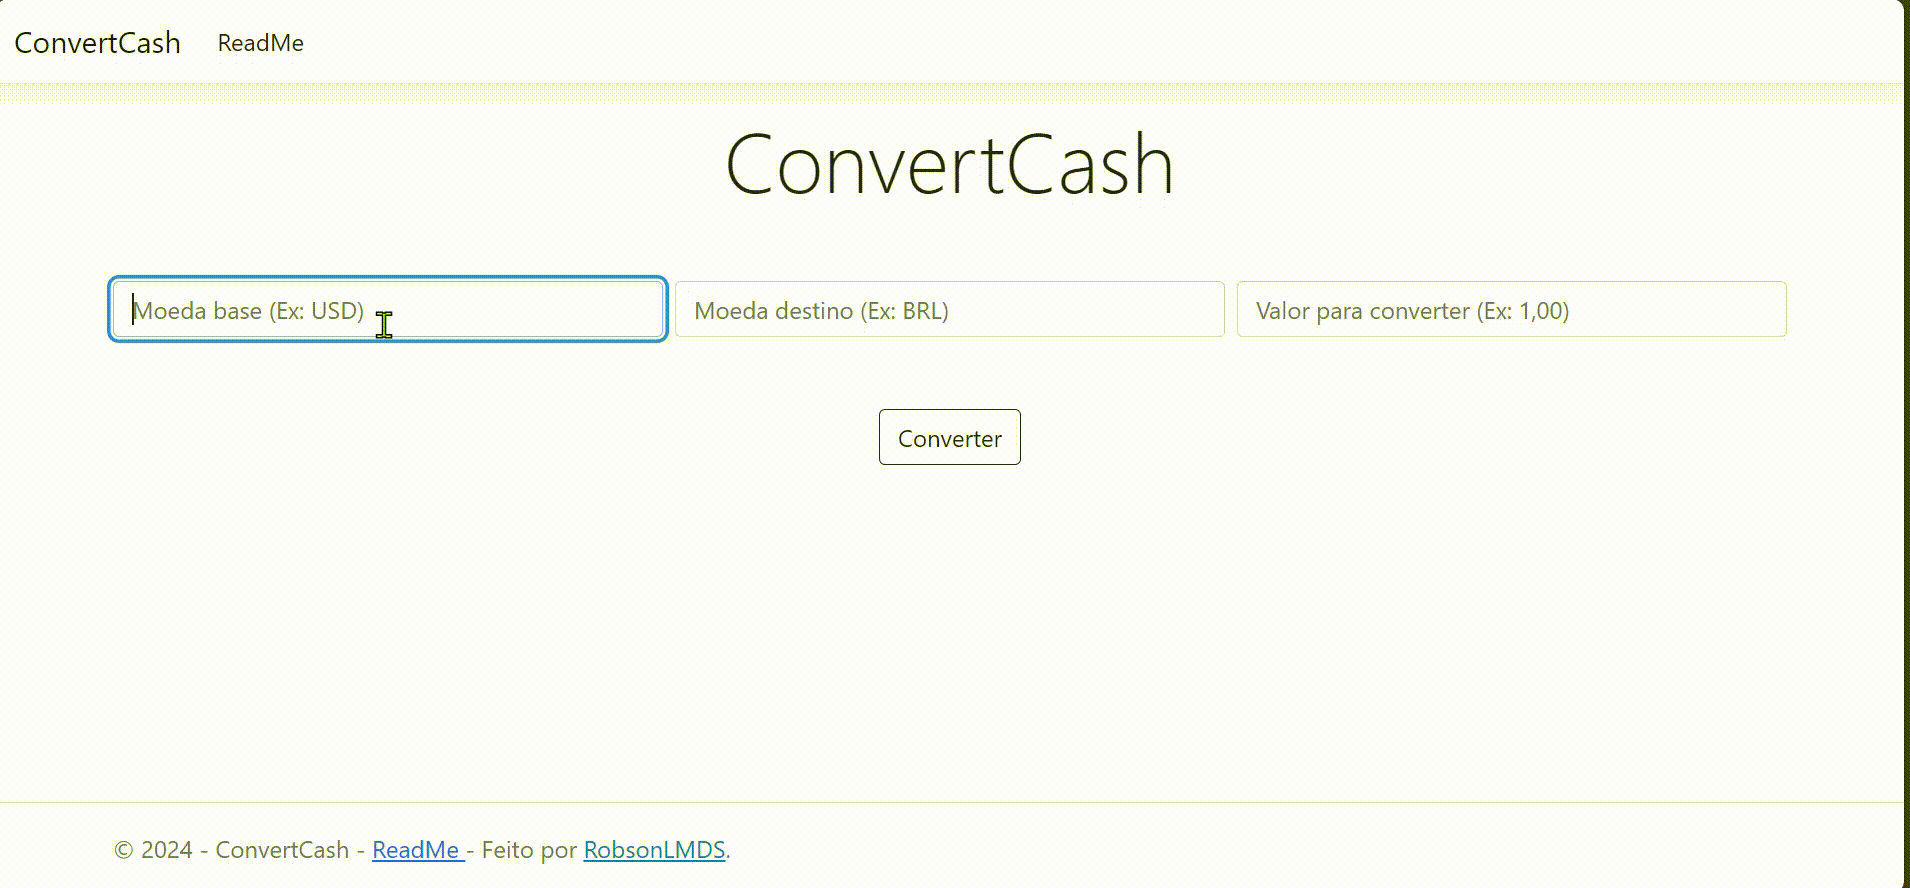 ConvertCash ReadMe
ConvertCash
Moeda base (Ex: USD) Moeda destino (Ex: BRL) Valor para converter (Ex: 1,00)
Converter
© 2024 - ConvertCash - ReadMe - Feito por RobsonLMDS.